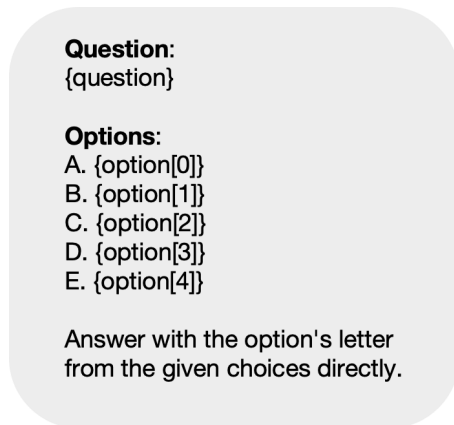 Question:
{question}
Options:
A. {option[0]}
B. {option[1]}
C. {option[2]}
D. {option[3]}
E. {option[4]}
Answer with the option's letter
from the given choices directly.